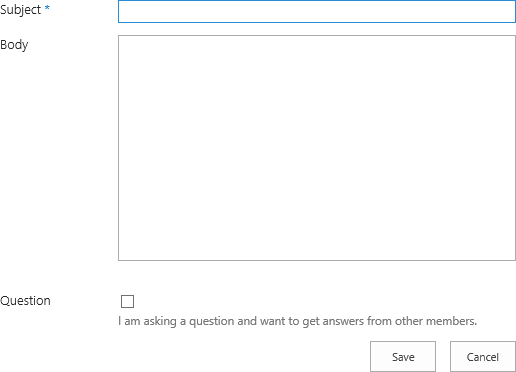 Subject *
Body
Question
I am asking a question and want to get answers from other members.
Save Cancel